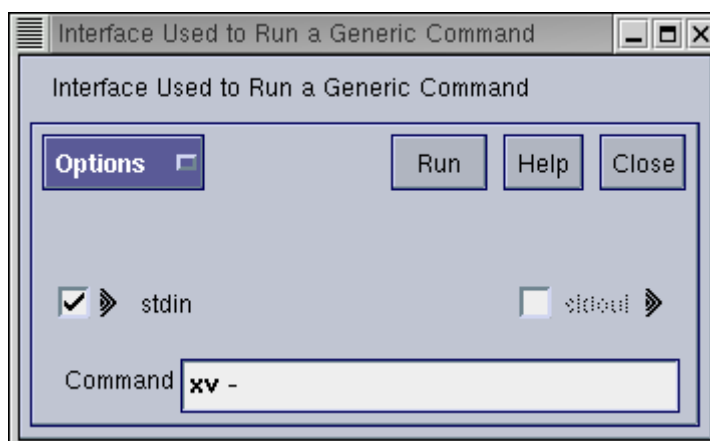 Interface Used to Run a Generic Command
Interface Used to Run a Generic Command
Options Run Help Close
stdin stdout
Command xv -